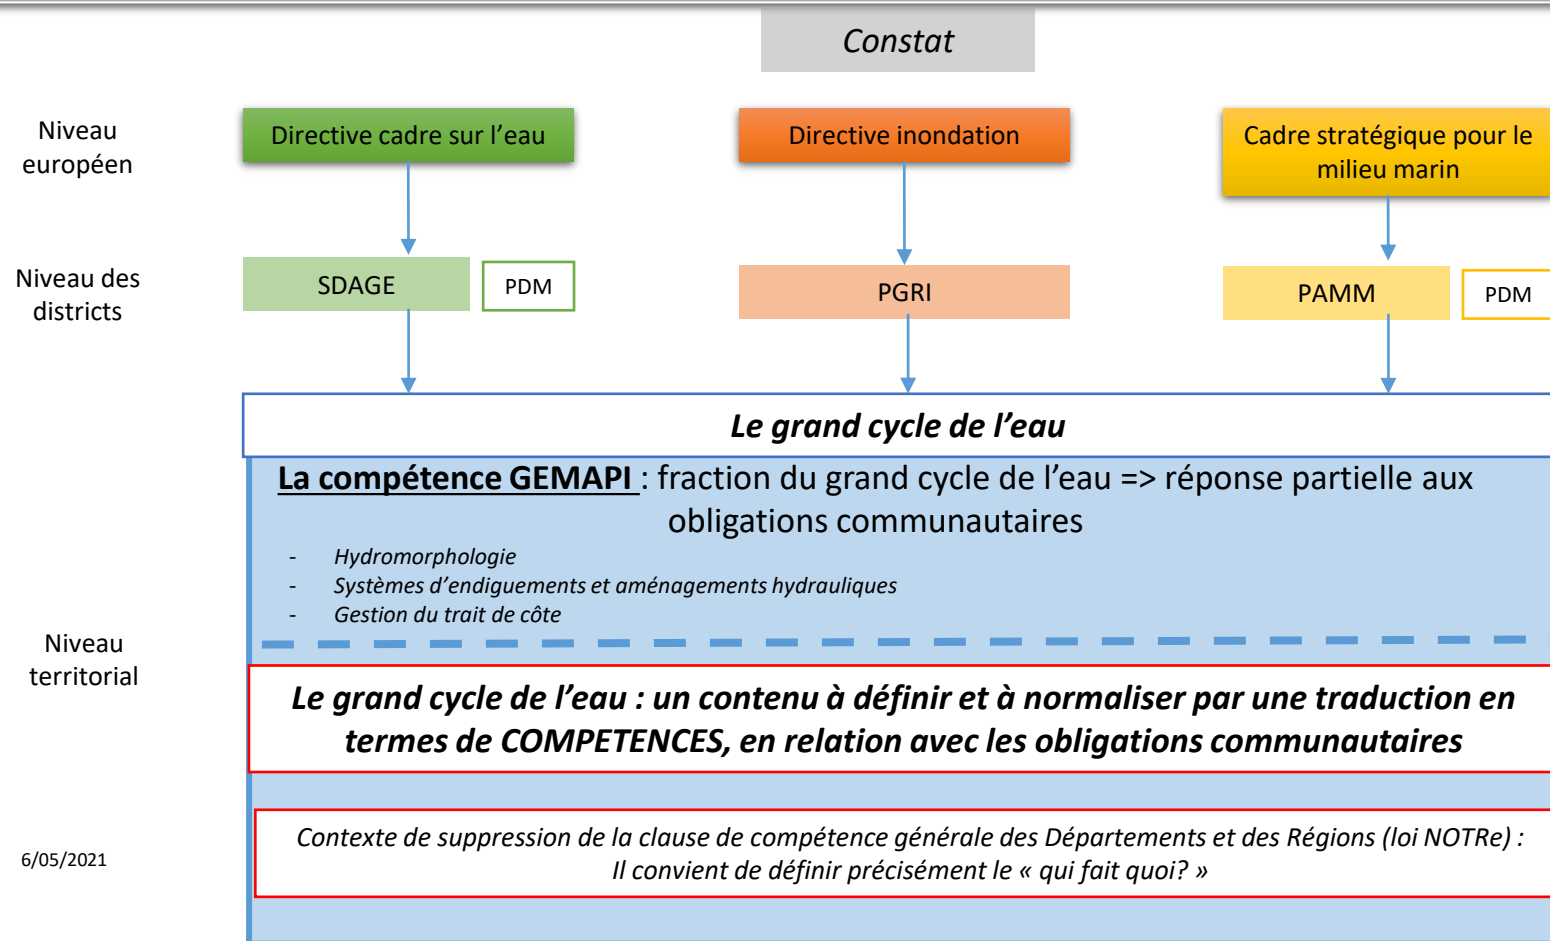 Constat
Niveau
européen
Directive cadre sur l’eau
Directive inondation
Cadre stratégique pour le
milieu marin
Niveau des
districts
SDAGE
PDM
PGRI
PAMM
PDM
Le grand cycle de l’eau
La compétence GEMAPI : fraction du grand cycle de l’eau => réponse partielle aux
obligations communautaires
- Hydromorphologie
- Systèmes d’endiguements et aménagements hydrauliques
- Gestion du trait de côte
Niveau
territorial
Le grand cycle de l’eau : un contenu à définir et à normaliser par une traduction en
termes de COMPETENCES, en relation avec les obligations communautaires
Contexte de suppression de la clause de compétence générale des Départements et des Régions (loi NOTRe) :
Il convient de définir précisément le « qui fait quoi? »
6/05/2021